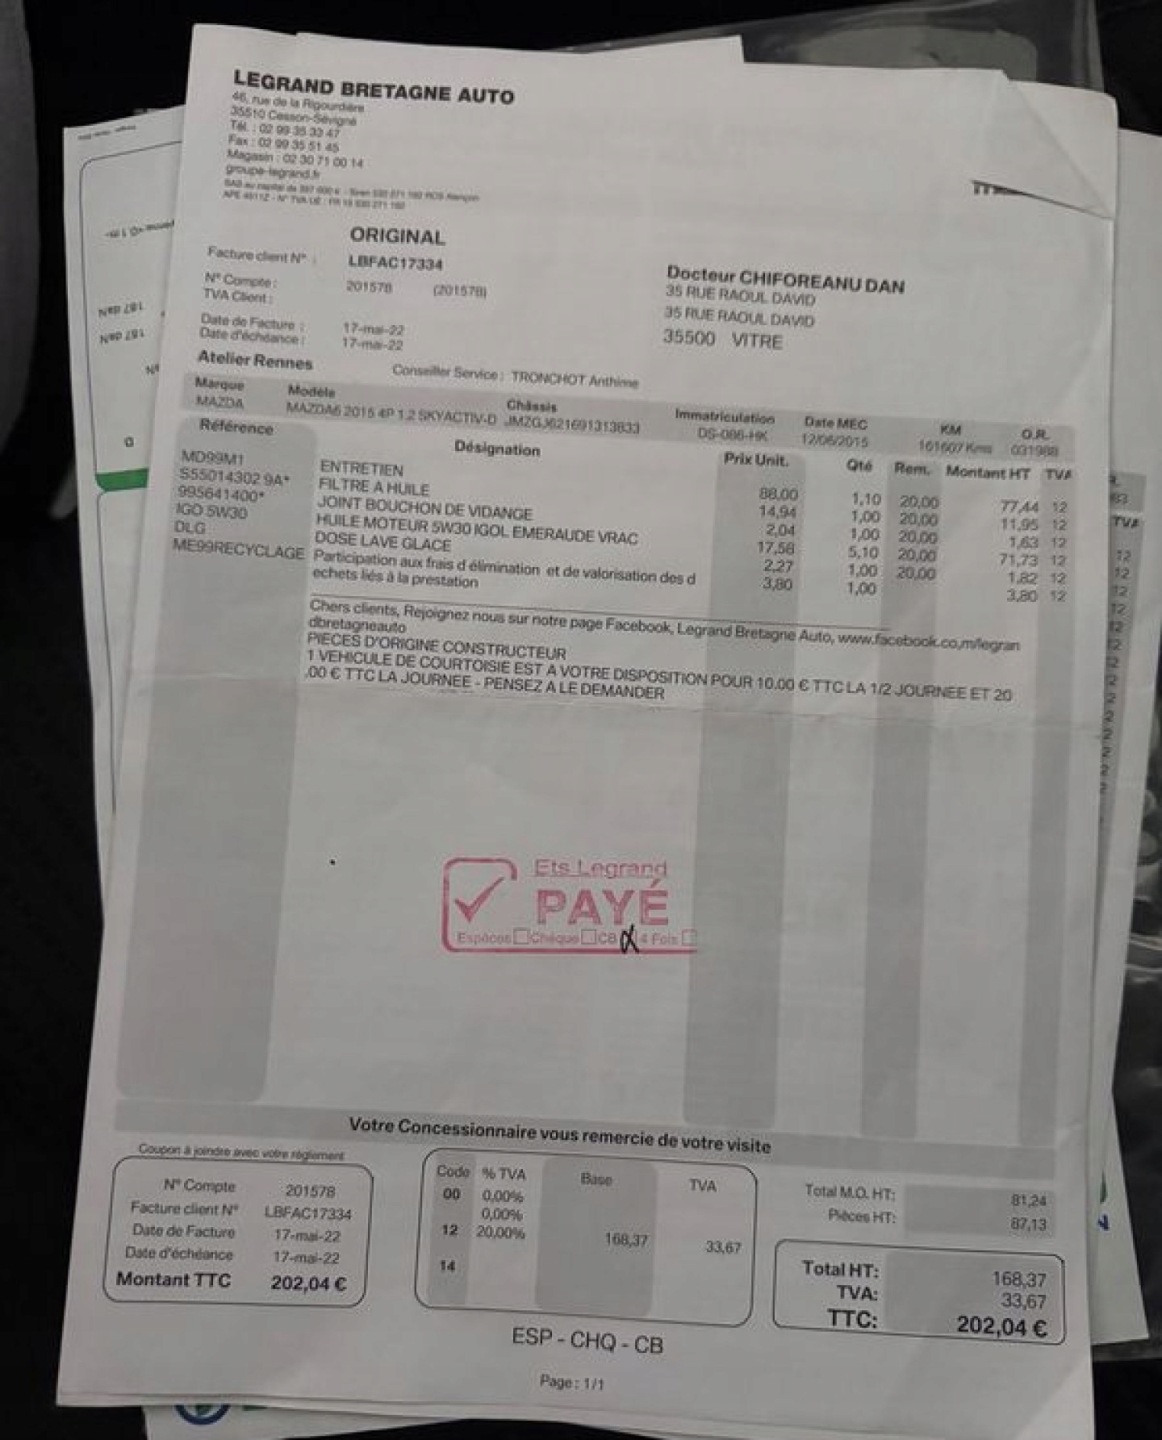 LEGRAND BRETAGNE AUTO
46, rue de la Rigourdière
35510 Cesson-Sévigné
Tél. : 02 99 35 33 47
Fax : 02 99 35 51 45
Magasin : 02 30 71 00 14
groupe-legrand.fr
ORIGINAL
Facture client N° : LBFAC17334
N° Compte : 201578 (201578)
TVA Client :
Date de Facture : 17-mai-22
Date d'échéance : 17-mai-22
Docteur CHIFOREANU DAN
35 RUE RAOUL DAVID
35 RUE RAOUL DAVID
35500 VITRE
Atelier Rennes Conseiller Service : TRONCHOT Anthime
Marque Modèle Châssis Immatriculation Date MEC KM O.R.
MAZDA MAZDA6 2015 4P 1.2 SKYACTIV-D JMZGJ621691313833 DS-086-HK 12/06/2015 161607 Kms 031988
Référence Désignation Prix Unit. Qté Rem. Montant HT TVA
MD99M1 ENTRETIEN 88,00 1,10 20,00 77,44 12
S55014302 9A* FILTRE A HUILE 14,94 1,00 20,00 11,95 12
995641400* JOINT BOUCHON DE VIDANGE 2,04 1,00 20,00 1,63 12
IGO 5W30 HUILE MOTEUR 5W30 IGOL EMERAUDE VRAC 17,58 5,10 20,00 71,73 12
DLG DOSE LAVE GLACE 2,27 1,00 20,00 1,82 12
ME99RECYCLAGE Participation aux frais d élimination et de valorisation des d 3,80 1,00 3,80 12
echets liés à la prestation
Chers clients, Rejoignez nous sur notre page Facebook, Legrand Bretagne Auto, www.facebook.co,m/legran
dbretagneauto
PIECES D'ORIGINE CONSTRUCTEUR
1 VEHICULE DE COURTOISIE EST A VOTRE DISPOSITION POUR 10.00 € TTC LA 1/2 JOURNEE ET 20
.00 € TTC LA JOURNEE - PENSEZ A LE DEMANDER
Ets Legrand
PAYÉ
Espèces Chèque CB 4 Fois
Votre Concessionnaire vous remercie de votre visite
Coupon à joindre avec votre règlement
N° Compte 201578
Facture client N° LBFAC17334
Date de Facture 17-mai-22
Date d'échéance 17-mai-22
Montant TTC 202,04 €
Code % TVA Base TVA
00 0,00%
0,00%
12 20,00% 168,37 33,67
14
Total M.O. HT: 81,24
Pièces HT: 87,13
Total HT: 168,37
TVA: 33,67
TTC: 202,04 €
ESP - CHQ - CB
Page : 1/1